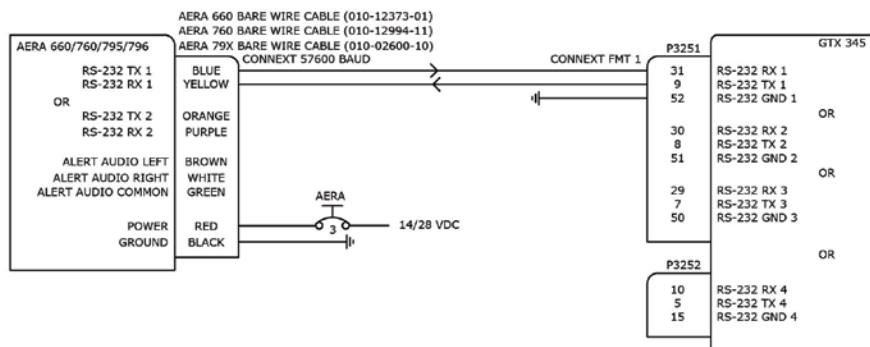 AERA 660 BARE WIRE CABLE (010-12373-01)
AERA 760 BARE WIRE CABLE (010-12994-11)
AERA 79X BARE WIRE CABLE (010-02600-10)
AERA 660/760/795/796
CONNEXT 57600 BAUD
CONNEXT FMT 1
P3251
GTX 345
RS-232 TX 1 BLUE
RS-232 RX 1 YELLOW
OR
RS-232 TX 2 ORANGE
RS-232 RX 2 PURPLE
ALERT AUDIO LEFT BROWN
ALERT AUDIO RIGHT WHITE
ALERT AUDIO COMMON GREEN
POWER RED
GROUND BLACK
AERA
3
14/28 VDC
31 RS-232 RX 1
9 RS-232 TX 1
52 RS-232 GND 1
OR
30 RS-232 RX 2
8 RS-232 TX 2
51 RS-232 GND 2
OR
29 RS-232 RX 3
7 RS-232 TX 3
50 RS-232 GND 3
OR
P3252
10 RS-232 RX 4
5 RS-232 TX 4
15 RS-232 GND 4